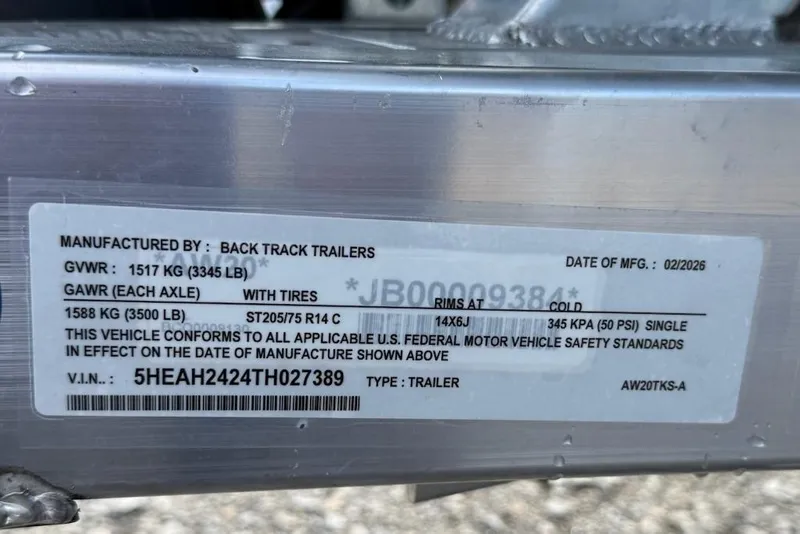 MANUFACTURED BY : BACK TRACK TRAILERS
DATE OF MFG. : 02/2026
*AW20*
GVWR : 1517 KG (3345 LB)
*JB00009384*
GAWR (EACH AXLE) WITH TIRES RIMS AT COLD
1588 KG (3500 LB) ST205/75 R14 C 14X6J 345 KPA (50 PSI) SINGLE
THIS VEHICLE CONFORMS TO ALL APPLICABLE U.S. FEDERAL MOTOR VEHICLE SAFETY STANDARDS
IN EFFECT ON THE DATE OF MANUFACTURE SHOWN ABOVE
V.I.N.. : 5HEAH2424TH027389 TYPE : TRAILER AW20TKS-A